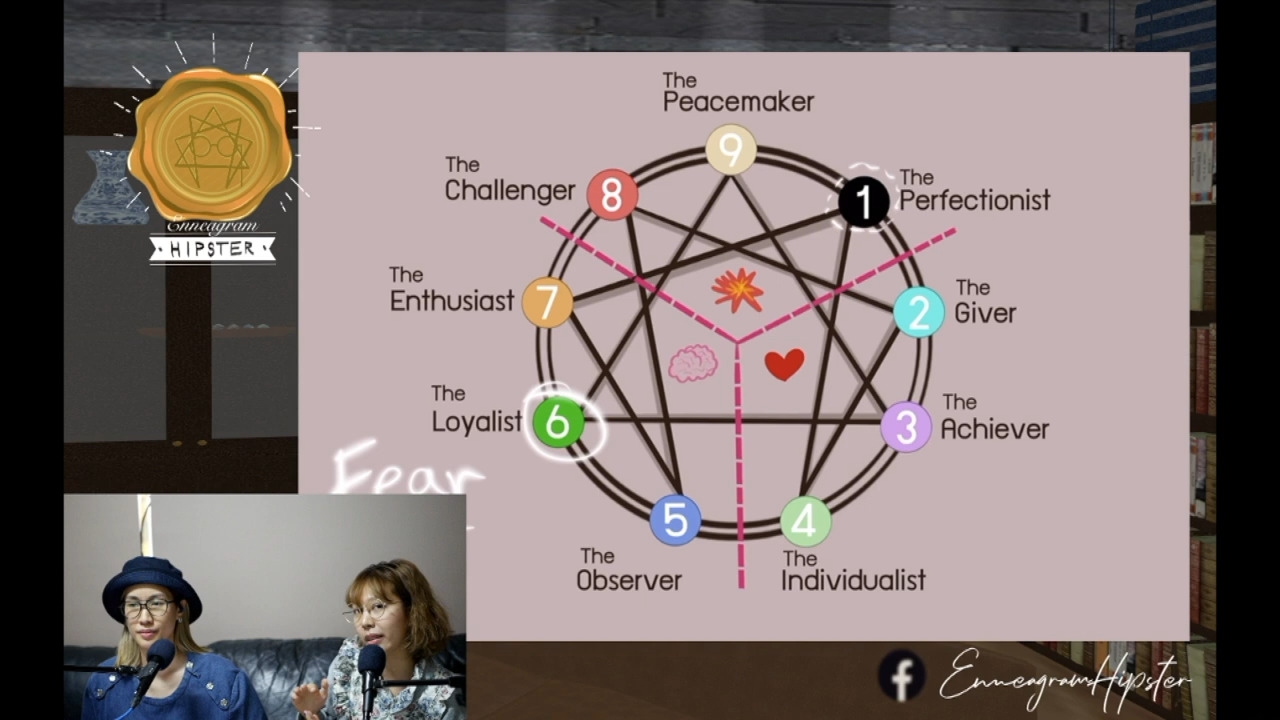 The
Peacemaker
9
The
Challenger
8
1
The
Perfectionist
Enneagram
HIPSTER
The
Enthusiast
7
2
The
Giver
The
Loyalist
6
3
The
Achiever
Fear
5
4
The
Observer
The
Individualist
f
EnneagramHipster